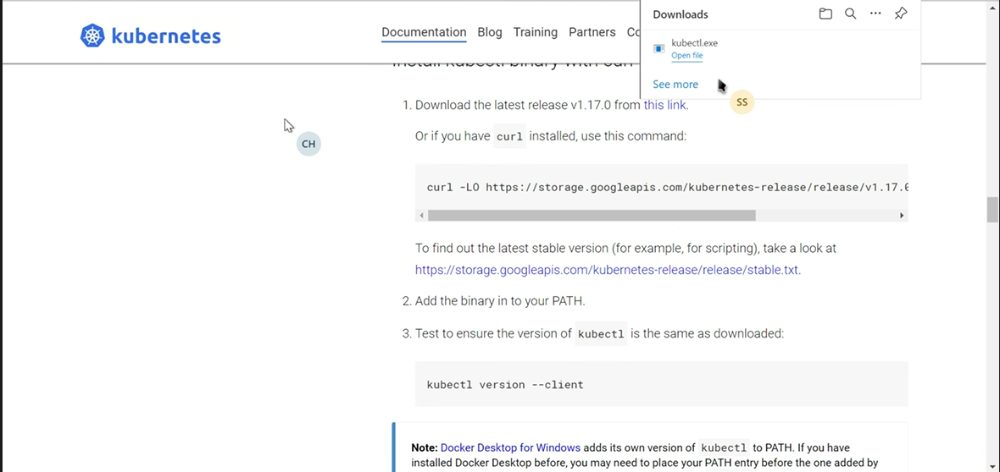 kubernetes
Documentation Blog Training Partners Co
Downloads
kubectl.exe
Open file
See more
SS
CH
Install kubectl binary with curl
1. Download the latest release v1.17.0 from this link.
Or if you have curl installed, use this command:
curl -LO https://storage.googleapis.com/kubernetes-release/release/v1.17.0
To find out the latest stable version (for example, for scripting), take a look at
https://storage.googleapis.com/kubernetes-release/release/stable.txt.
2. Add the binary in to your PATH.
3. Test to ensure the version of kubectl is the same as downloaded:
kubectl version --client
Note: Docker Desktop for Windows adds its own version of kubectl to PATH. If you have
installed Docker Desktop before, you may need to place your PATH entry before the one added by